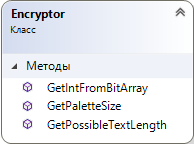 Encryptor
Класс
Методы
GetIntFromBitArray
GetPaletteSize
GetPossibleTextLength